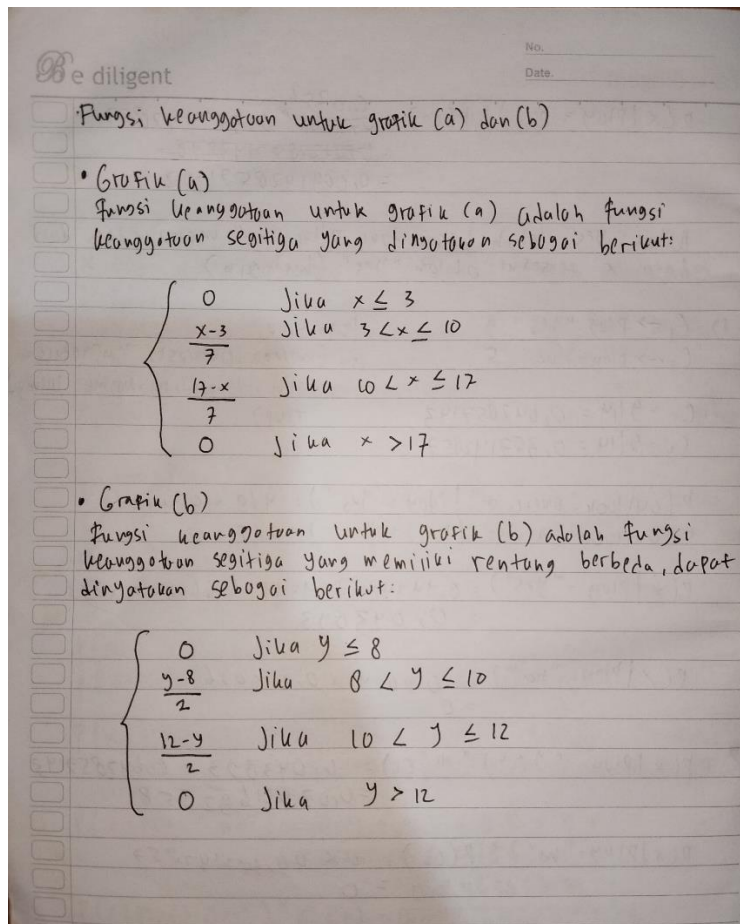 No.
Be diligent
Date.
Fungsi keanggotaan untuk grafik (a) dan (b)
• Grafik (a)
fungsi keanggotaan untuk grafik (a) adalah fungsi
keanggotaan segitiga yang dinyatakan sebagai berikut:
0 Jika x ≤ 3
x-3/7 Jika 3 < x ≤ 10
17-x/7 Jika 10 < x ≤ 17
0 Jika x > 17
• Grafik (b)
fungsi keanggotaan untuk grafik (b) adalah fungsi
keanggotaan segitiga yang memiliki rentang berbeda, dapat
dinyatakan sebagai berikut:
0 Jika y ≤ 8
y-8/2 Jika 8 < y ≤ 10
12-y/2 Jika 10 < y ≤ 12
0 Jika y > 12